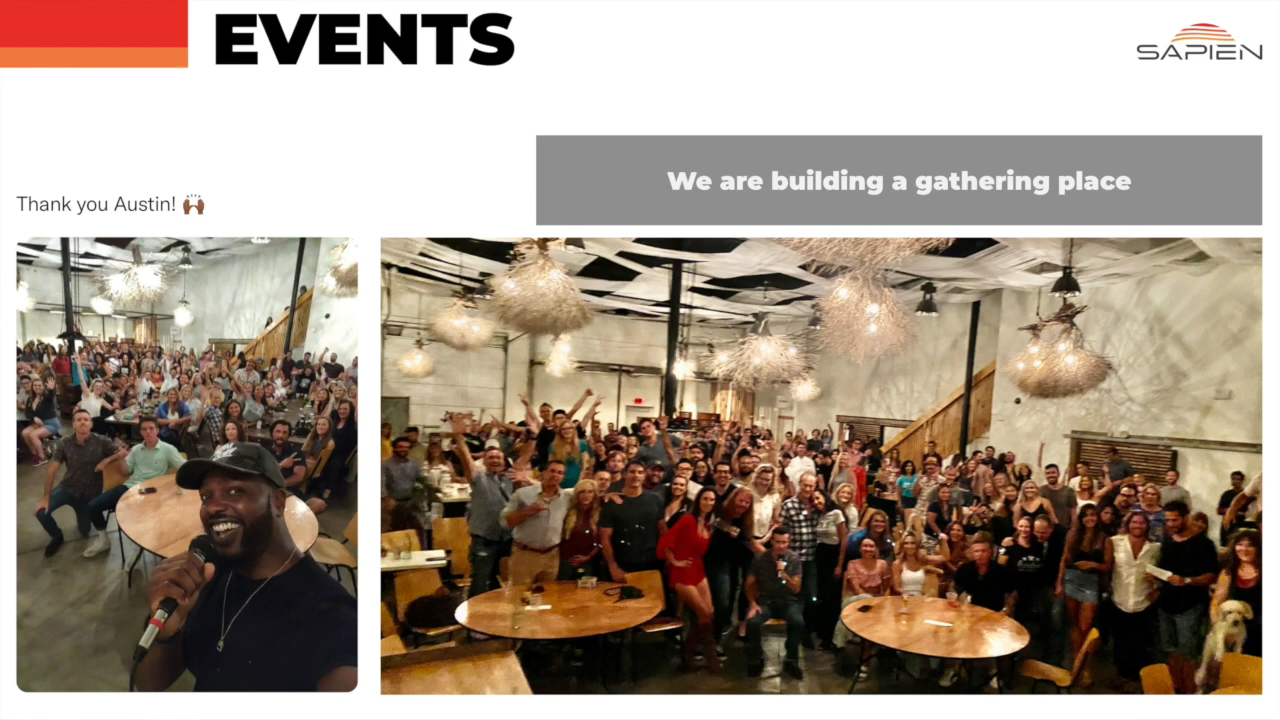 EVENTS
SAPIEN
We are building a gathering place
Thank you Austin! 🙌🏾